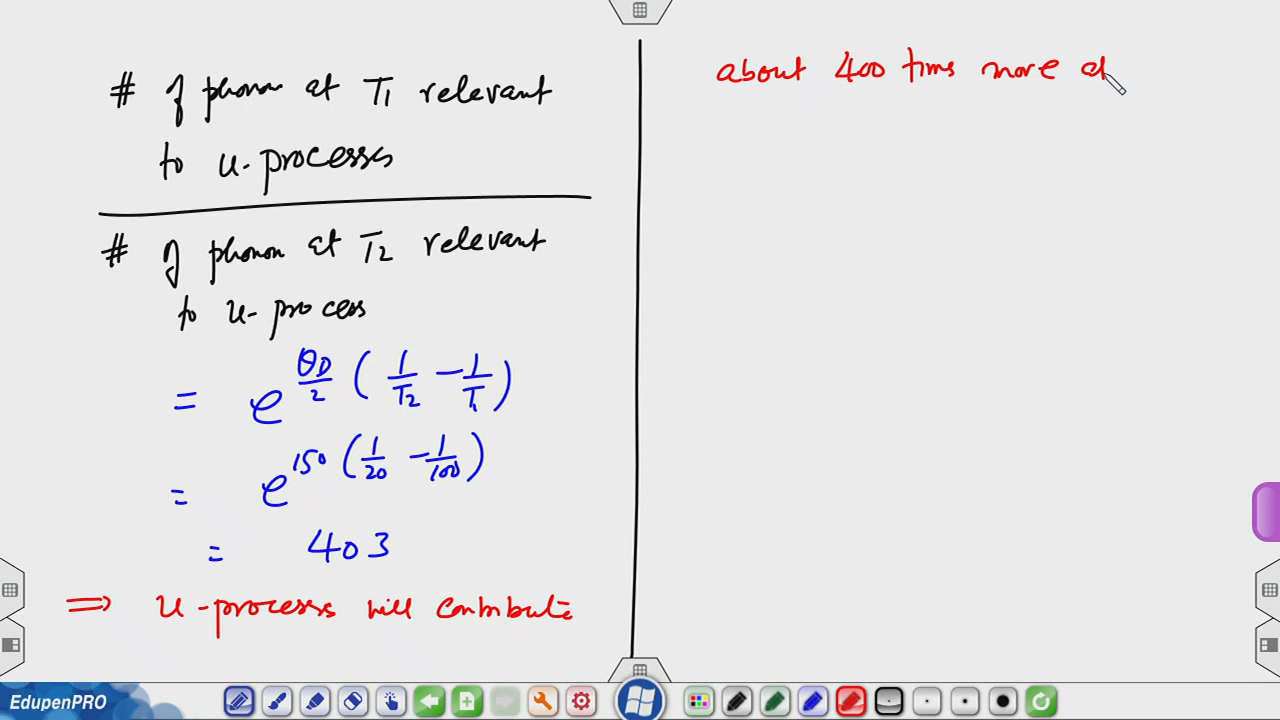 # of phonon at T1 relevant
to u-processes
# of phonon at T2 relevant
to u-process
= e^{θD/2 (1/T2 - 1/T1)}
= e^{150 (1/20 - 1/100)}
= 403
⇒ u-processes will contribute
about 400 times more at
EdupenPRO